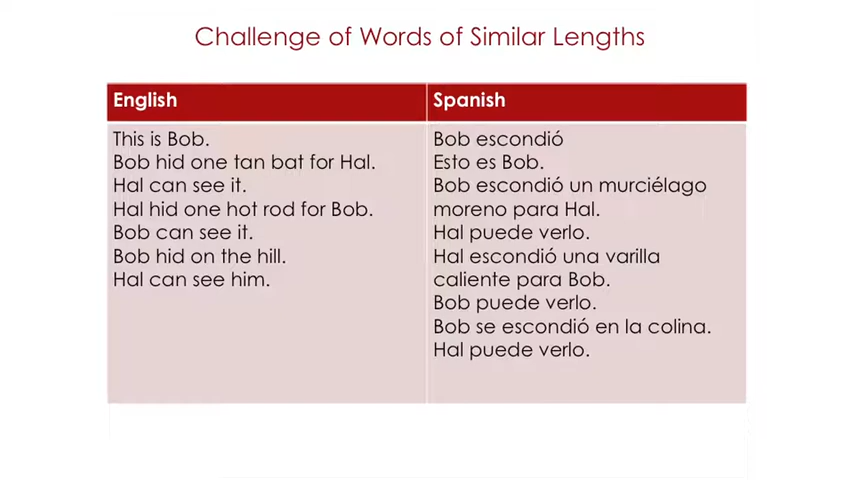 Challenge of Words of Similar Lengths
English
This is Bob.
Bob hid one tan bat for Hal.
Hal can see it.
Hal hid one hot rod for Bob.
Bob can see it.
Bob hid on the hill.
Hal can see him.
Spanish
Bob escondió
Esto es Bob.
Bob escondió un murciélago
moreno para Hal.
Hal puede verlo.
Hal escondió una varilla
caliente para Bob.
Bob puede verlo.
Bob se escondió en la colina.
Hal puede verlo.